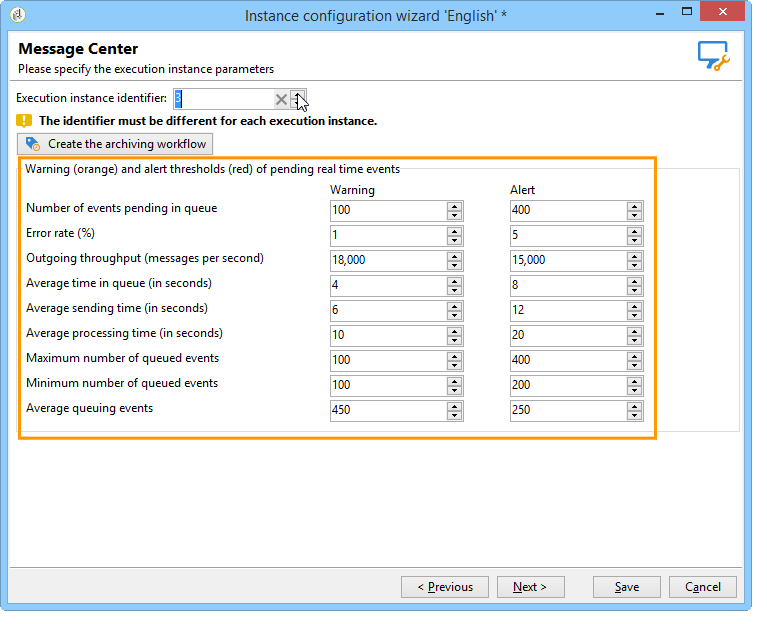 Instance configuration wizard 'English' *
Message Center
Please specify the execution instance parameters
Execution instance identifier: 3
The identifier must be different for each execution instance.
Create the archiving workflow
Warning (orange) and alert thresholds (red) of pending real time events
Warning Alert
Number of events pending in queue 100 400
Error rate (%) 1 5
Outgoing throughput (messages per second) 18,000 15,000
Average time in queue (in seconds) 4 8
Average sending time (in seconds) 6 12
Average processing time (in seconds) 10 20
Maximum number of queued events 100 400
Minimum number of queued events 100 200
Average queuing events 450 250
< Previous Next > Save Cancel